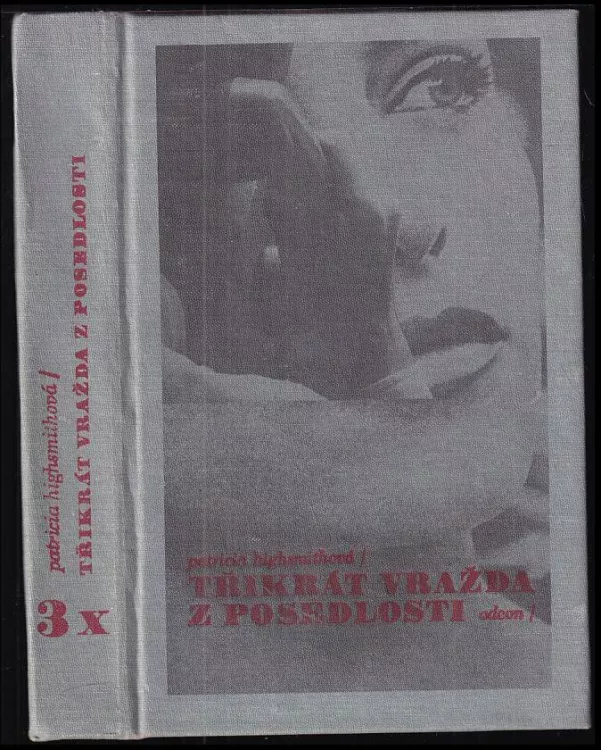 patricia highsmithová /
TŘIKRÁT VRAŽDA Z POSEDLOSTI
3 x
patricia highsmithová /
TŘIKRÁT VRAŽDA
Z POSEDLOSTI odeon /